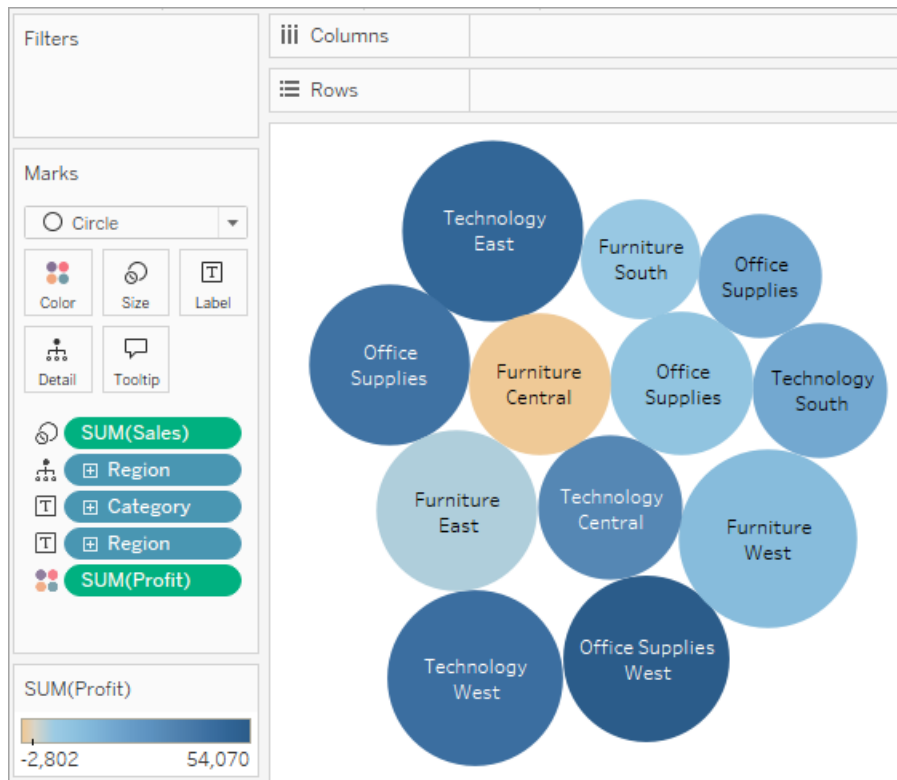 Filters
Columns
Rows
Marks
Circle
Color
Size
T
Label
Detail
Tooltip
SUM(Sales)
Region
T
Category
T
Region
SUM(Profit)
SUM(Profit)
-2,802
54,070
Technology
East
Furniture
South
Office
Supplies
Office
Supplies
Furniture
Central
Office
Supplies
Technology
South
Furniture
East
Technology
Central
Furniture
West
Technology
West
Office Supplies
West